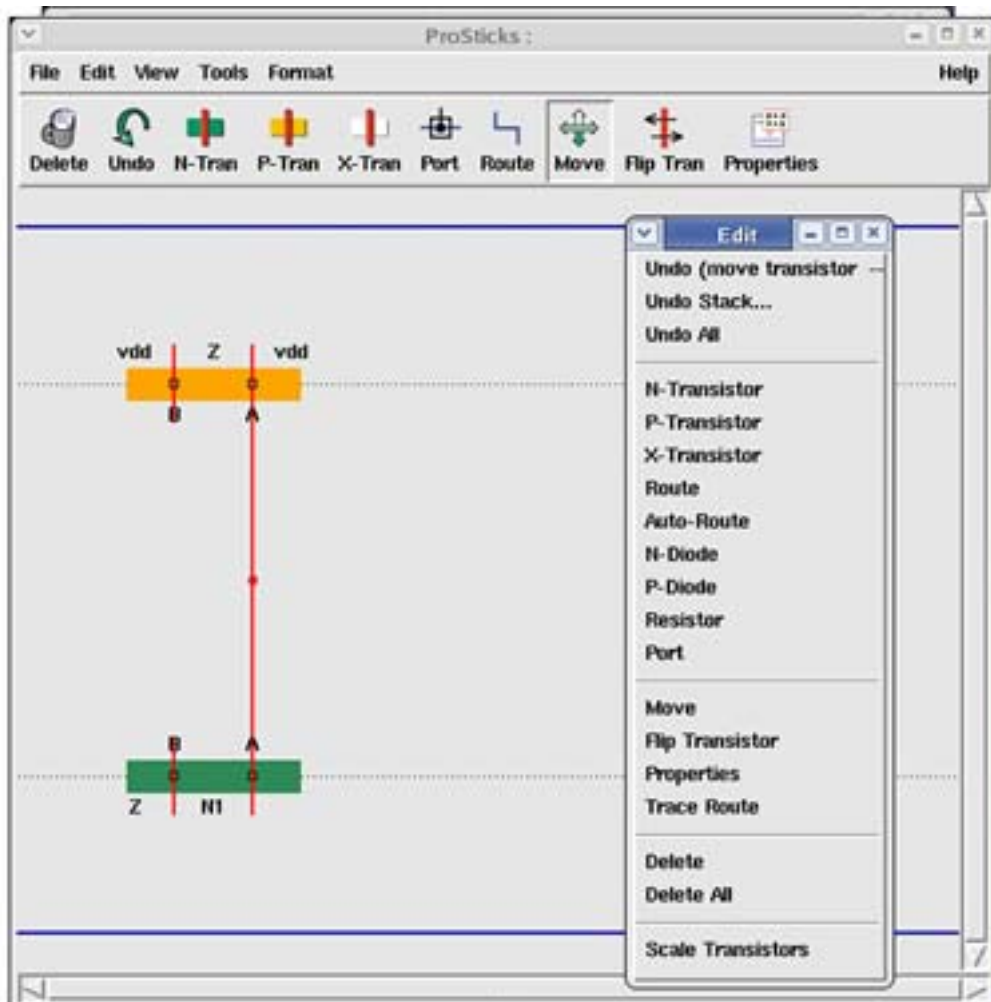 ProSticks :
File Edit View Tools Format Help
Delete Undo N-Tran P-Tran X-Tran Port Route Move Flip Tran Properties
vdd Z vdd
B A
B A
Z N1
Edit
Undo (move transistor --
Undo Stack...
Undo All
N-Transistor
P-Transistor
X-Transistor
Route
Auto-Route
N-Diode
P-Diode
Resistor
Port
Move
Flip Transistor
Properties
Trace Route
Delete
Delete All
Scale Transistors